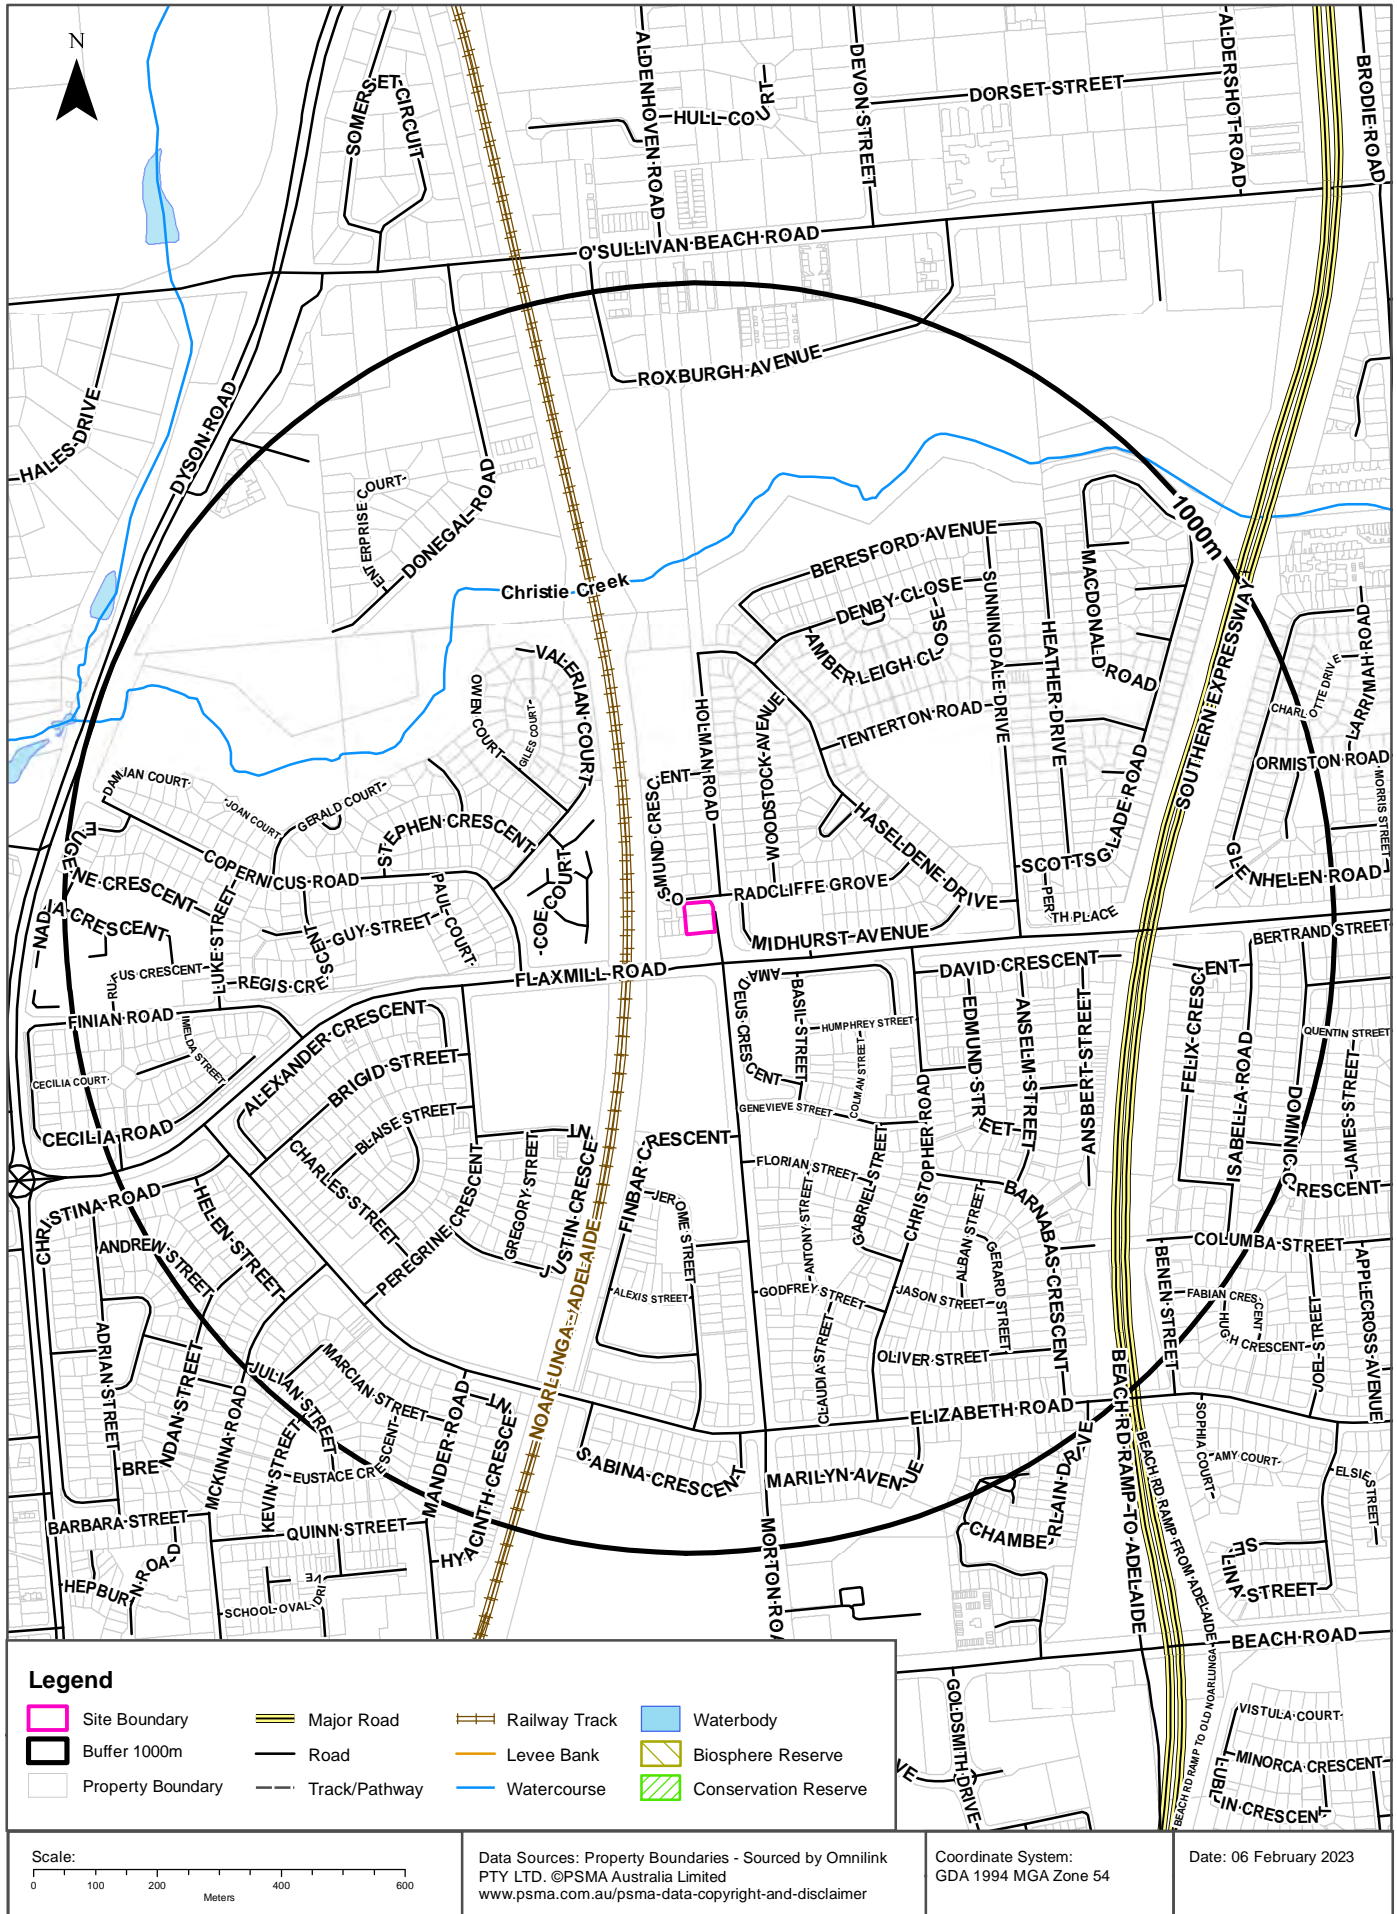 N
SOMERSET CIRCUIT
ALDENHOVEN ROAD
HULL COURT
DEVON STREET
DORSET STREET
ALDERSHOT ROAD
BRODIE ROAD
O'SULLIVAN BEACH ROAD
ROXBURGH AVENUE
HALES DRIVE
DYSON ROAD
ENTERPRISE COURT
DONEGAL ROAD
Christie Creek
1000m
BERESFORD AVENUE
DENBY CLOSE
AMBERLEIGH CLOSE
SUNNINGDALE DRIVE
HEATHER DRIVE
MACDONALD ROAD
SOUTHERN EXPRESSWAY
CHARLOTTE DRIVE
LARRIMAH ROAD
VALERIAN COURT
OWEN COURT
GILES COURT
HOLMAN ROAD
WOODSTOCK AVENUE
TENTERTON ROAD
ORMISTON ROAD
MORRIS STREET
DAMIAN COURT
JOAN COURT
GERALD COURT
STEPHEN CRESCENT
OSMUND CRESCENT
HASELDENE DRIVE
SCOTTSGLADE ROAD
GLENHELEN ROAD
EUGENE CRESCENT
COPERNICUS ROAD
PAUL COURT
COE COURT
RADCLIFFE GROVE
PERTH PLACE
NADIA CRESCENT
LUKE STREET
GUY STREET
REGIS CRESCENT
RUFUS CRESCENT
MIDHURST AVENUE
BERTRAND STREET
FLAXMILL ROAD
DAVID CRESCENT
FINIAN ROAD
IMELDA STREET
CECILIA COURT
CECILIA ROAD
ALEXANDER CRESCENT
BRIGID STREET
BLAISE STREET
CHARLES STREET
PEREGRINE CRESCENT
GREGORY STREET
JUSTIN CRESCENT
FINBAR CRESCENT
JEROME STREET
ALEXIS STREET
AMADEUS CRESCENT
BASIL STREET
HUMPHREY STREET
COLMAN STREET
GENEVIEVE STREET
EDMUND STREET
ANSELM STREET
ANSBERT STREET
FELIX CRESCENT
ISABELLA ROAD
QUENTIN STREET
DOMINIC CRESCENT
JAMES STREET
FLORIAN STREET
ANTONY STREET
GABRIEL STREET
CHRISTOPHER ROAD
ALBAN STREET
BARNABAS CRESCENT
GERARD STREET
COLUMBA STREET
BENEN STREET
FABIAN CRESCENT
HUGH CRESCENT
JOEL STREET
APPLECROSS AVENUE
CHRISTINA ROAD
HELEN STREET
ANDREW STREET
ADRIAN STREET
BRENDAN STREET
MCKINNA ROAD
JULIAN STREET
MARCIAN STREET
MANDER ROAD
KEVIN STREET
EUSTACE CRESCENT
HYACINTH CRESCENT
NOARLUNGA - ADELAIDE
GODFREY STREET
JASON STREET
CLAUDIA STREET
OLIVER STREET
ELIZABETH ROAD
SABINA CRESCENT
MARILYN AVENUE
CHAMBERLAIN DRIVE
BEACH RD RAMP TO ADELAIDE
BEACH RD RAMP FROM ADELAIDE
SOPHIA COURT
AMY COURT
ELSIE STREET
BARBARA STREET
QUINN STREET
HEPBURN ROAD
SCHOOL OVAL DRIVE
MORTON ROA
LINA STREET
SE
BEACH ROAD
VE
GOLDSMITH DRIVE
BEACH RD RAMP TO OLD NOARLUNGA
VISTULA COURT
MINORCA CRESCENT
LUBLIN CRESCENT
Legend
Site Boundary
Buffer 1000m
Property Boundary
Major Road
Road
Track/Pathway
Railway Track
Levee Bank
Watercourse
Waterbody
Biosphere Reserve
Conservation Reserve
Scale:
0 100 200 400 600
Meters
Data Sources: Property Boundaries - Sourced by Omnilink
PTY LTD. ©PSMA Australia Limited
www.psma.com.au/psma-data-copyright-and-disclaimer
Coordinate System:
GDA 1994 MGA Zone 54
Date: 06 February 2023